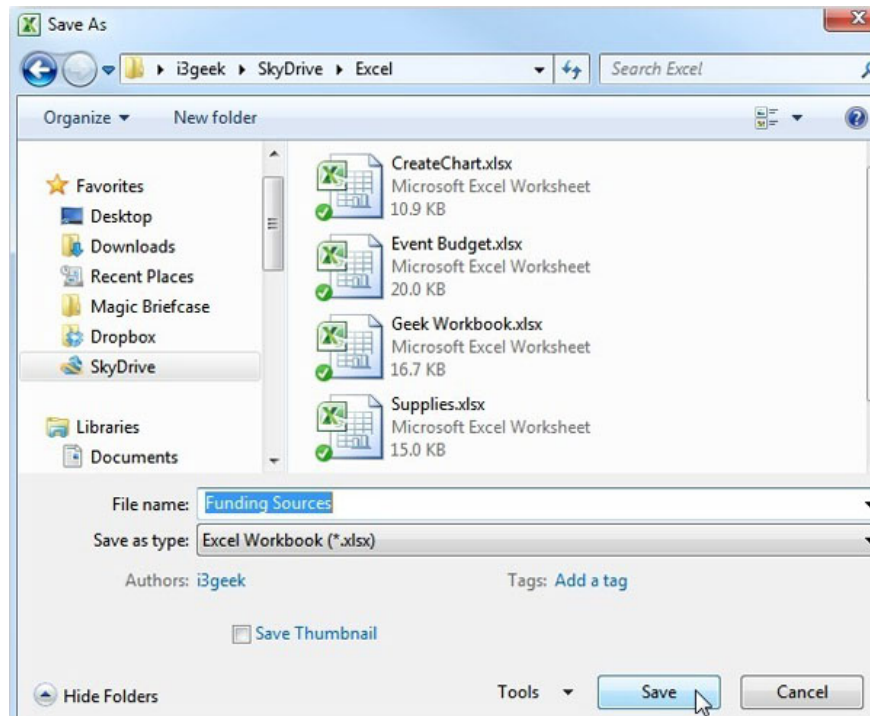 Save As
i3geek ▸ SkyDrive ▸ Excel
Search Excel
Organize
New folder
Favorites
Desktop
Downloads
Recent Places
Magic Briefcase
Dropbox
SkyDrive
Libraries
Documents
CreateChart.xlsx
Microsoft Excel Worksheet
10.9 KB
Event Budget.xlsx
Microsoft Excel Worksheet
20.0 KB
Geek Workbook.xlsx
Microsoft Excel Worksheet
16.7 KB
Supplies.xlsx
Microsoft Excel Worksheet
15.0 KB
File name: Funding Sources
Save as type: Excel Workbook (*.xlsx)
Authors: i3geek
Tags: Add a tag
Save Thumbnail
Hide Folders
Tools
Save
Cancel